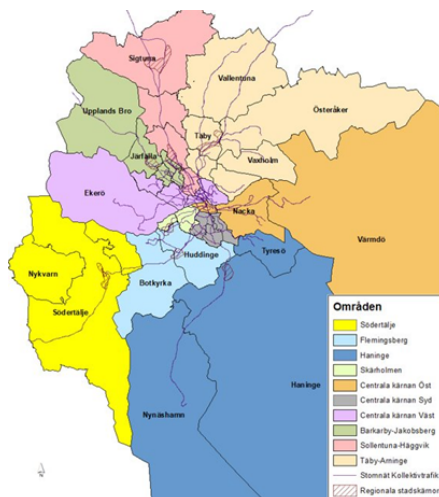 Sigtuna
Vallentuna
Österåker
Upplands Bro
Täby
Järfälla
Vaxholm
Ekerö
Nacka
Värmdö
Huddinge
Tyresö
Nykvarn
Botkyrka
Södertälje
Haninge
Nynäshamn
Områden
Södertälje
Flemingsberg
Haninge
Skärholmen
Centrala kärnan Öst
Centrala kärnan Syd
Centrala kärnan Väst
Barkarby-Jakobsberg
Sollentuna-Häggvik
Täby-Arninge
Stomnät Kollektivtrafik
Regionala stadskärnor